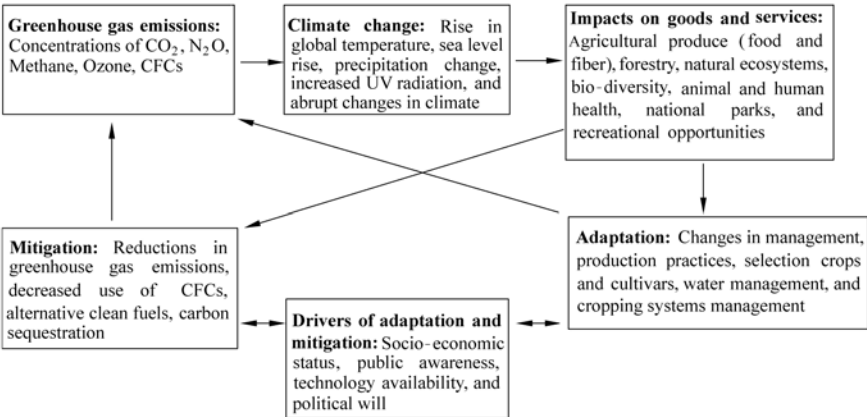 Greenhouse gas emissions:
Concentrations of CO₂, N₂O,
Methane, Ozone, CFCs
Climate change: Rise in
global temperature, sea level
rise, precipitation change,
increased UV radiation, and
abrupt changes in climate
Impacts on goods and services:
Agricultural produce (food and
fiber), forestry, natural ecosystems,
bio-diversity, animal and human
health, national parks, and
recreational opportunities
Mitigation: Reductions in
greenhouse gas emissions,
decreased use of CFCs,
alternative clean fuels, carbon
sequestration
Drivers of adaptation and
mitigation: Socio-economic
status, public awareness,
technology availability, and
political will
Adaptation: Changes in management,
production practices, selection crops
and cultivars, water management, and
cropping systems management